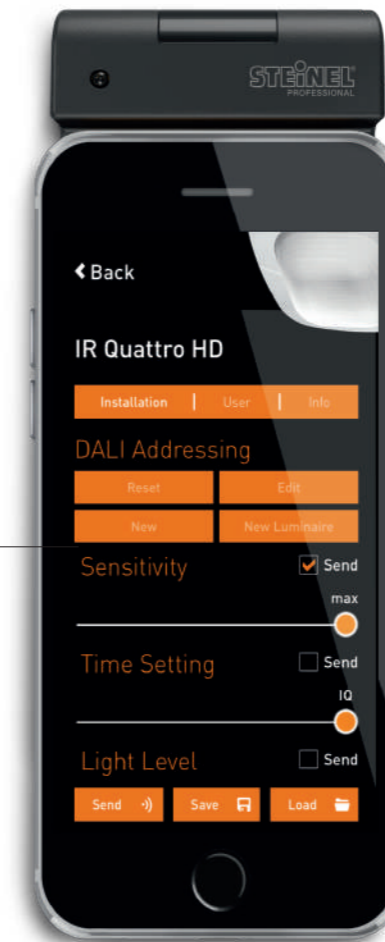 STEINEL
PROFESSIONAL
Back
IR Quattro HD
Installation | User | Info
DALI Addressing
Reset Edit
New New Luminaire
Sensitivity Send
max
Time Setting Send
IQ
Light Level Send
Send Save Load